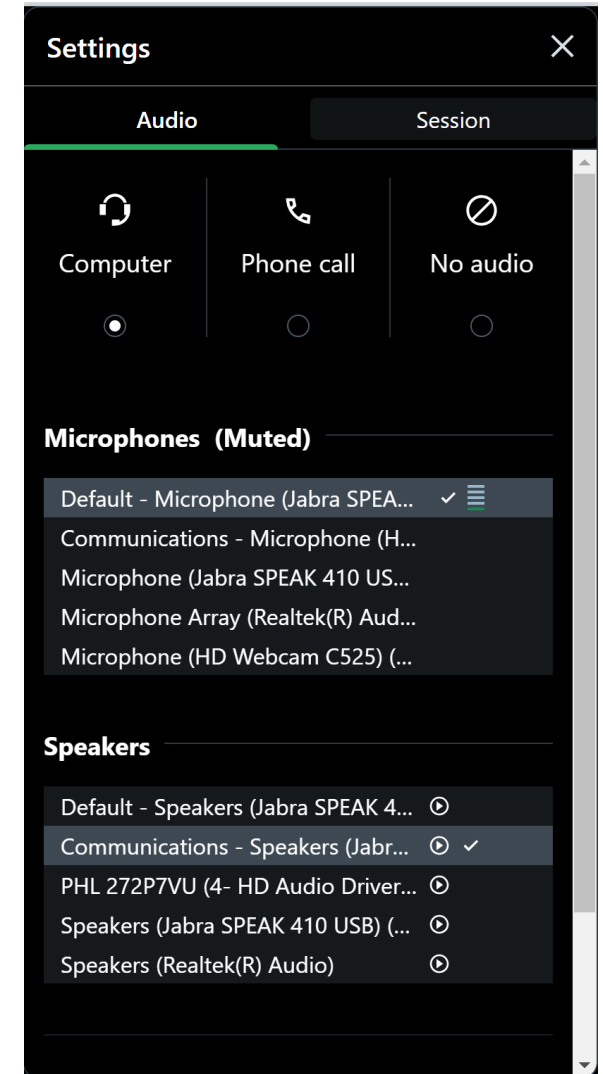 Settings
Audio Session
Computer Phone call No audio
Microphones (Muted)
Default - Microphone (Jabra SPEA...
Communications - Microphone (H...
Microphone (Jabra SPEAK 410 US...
Microphone Array (Realtek(R) Aud...
Microphone (HD Webcam C525) (...
Speakers
Default - Speakers (Jabra SPEAK 4...
Communications - Speakers (Jabr...
PHL 272P7VU (4- HD Audio Driver...
Speakers (Jabra SPEAK 410 USB) (...
Speakers (Realtek(R) Audio)